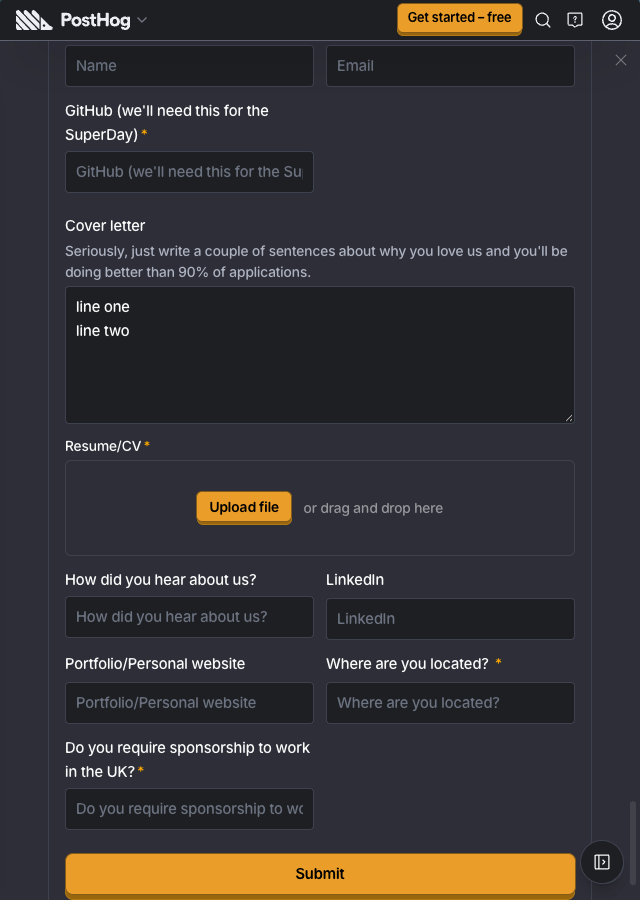 PostHog
Get started – free
Name
Email
GitHub (we'll need this for the
SuperDay) *
GitHub (we'll need this for the Su
Cover letter
Seriously, just write a couple of sentences about why you love us and you'll be
doing better than 90% of applications.
line one
line two
Resume/CV *
Upload file or drag and drop here
How did you hear about us?
LinkedIn
How did you hear about us?
LinkedIn
Portfolio/Personal website
Where are you located? *
Portfolio/Personal website
Where are you located?
Do you require sponsorship to work
in the UK? *
Do you require sponsorship to wo
Submit